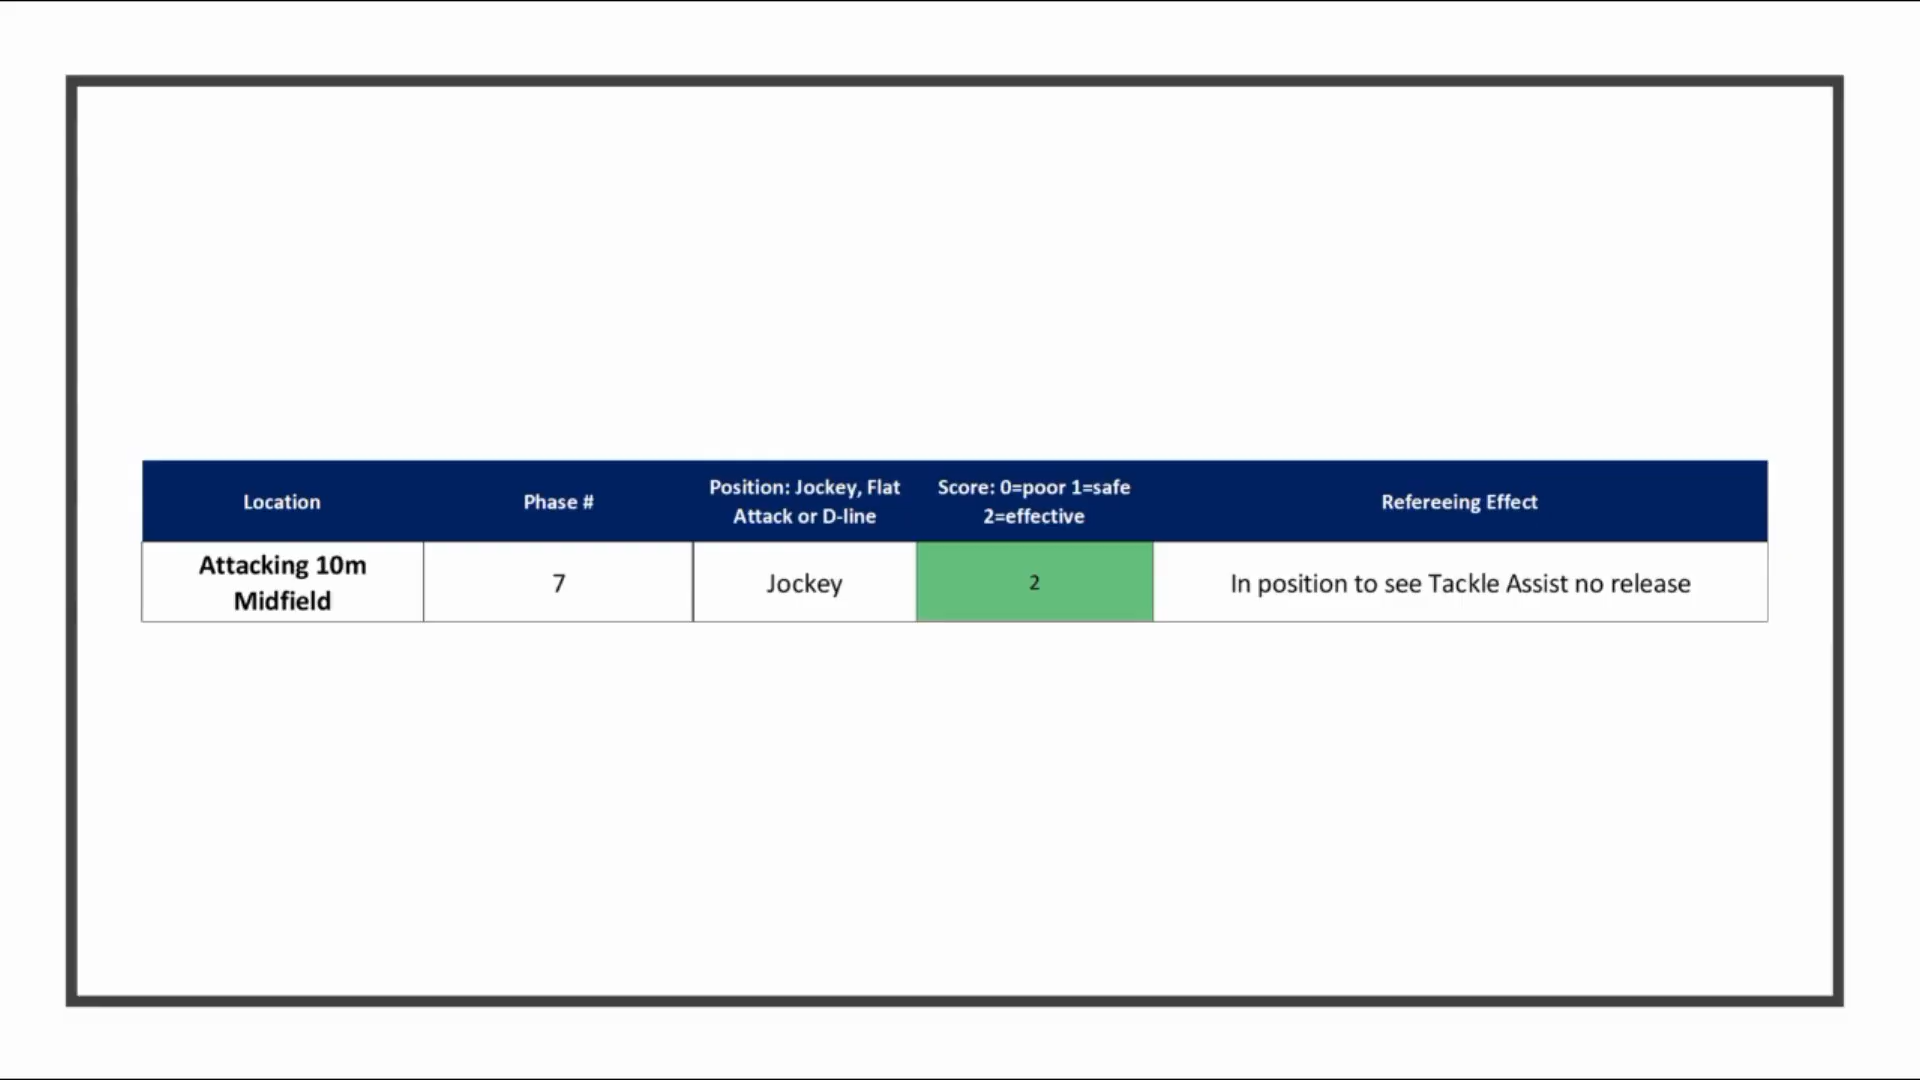 Location
Phase #
Position: Jockey, Flat
Attack or D-line
Score: 0=poor 1=safe
2=effective
Refereeing Effect
Attacking 10m
Midfield
7
Jockey
2
In position to see Tackle Assist no release